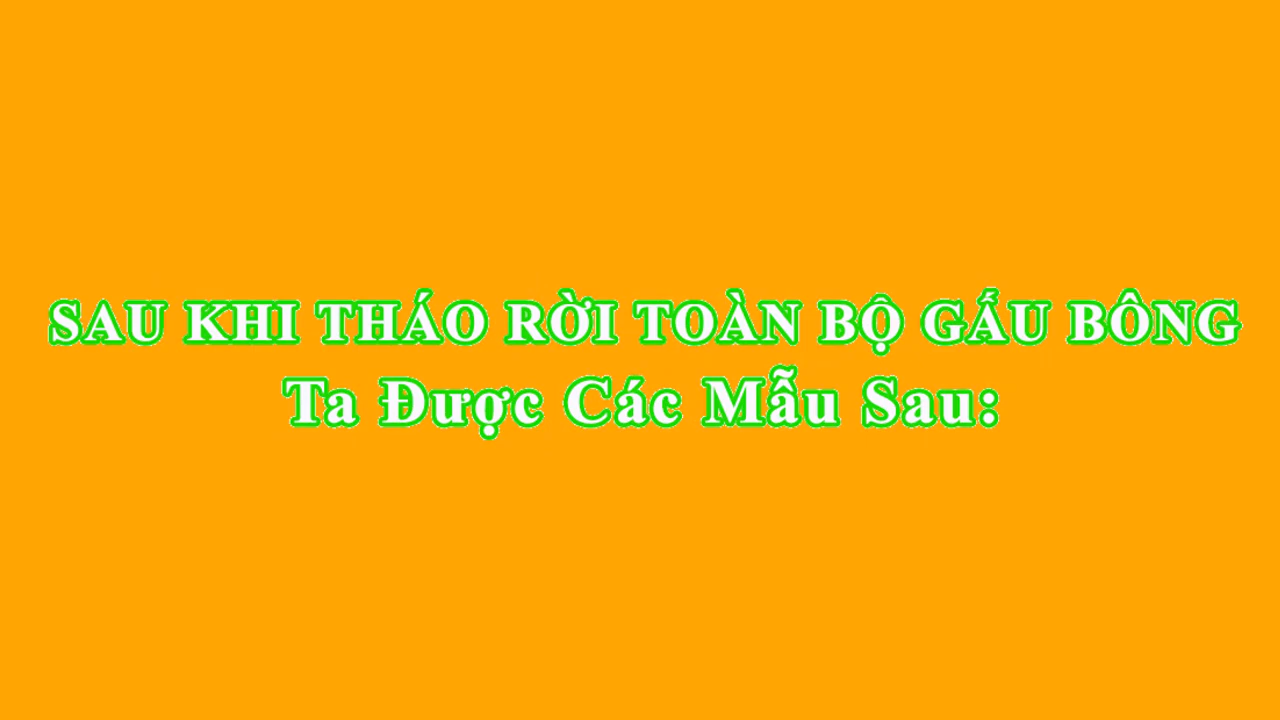 SAU KHI THÁO RỜI TOÀN BỘ GẤU BÔNG
Ta Được Các Mẫu Sau: